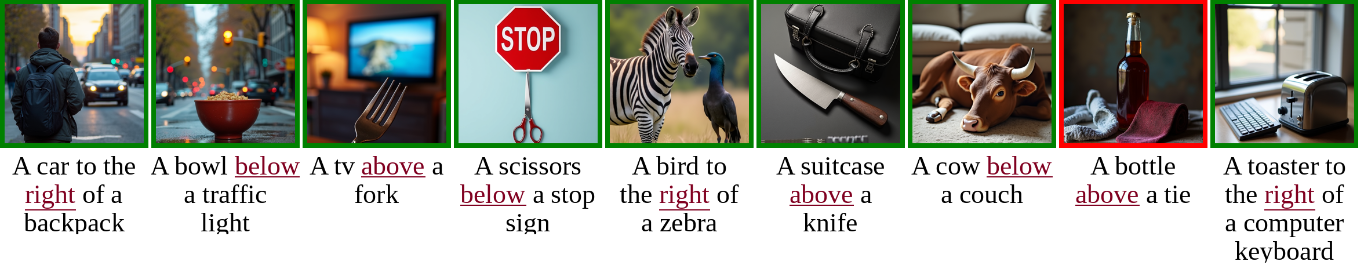 STOP
A car to the
right of a
backpack
A bowl below
a traffic
light
A tv above a
fork
A scissors
below a stop
sign
A bird to
the right of
a zebra
A suitcase
above a
knife
A cow below
a couch
A bottle
above a tie
A toaster to
the right of
a computer
keyboard